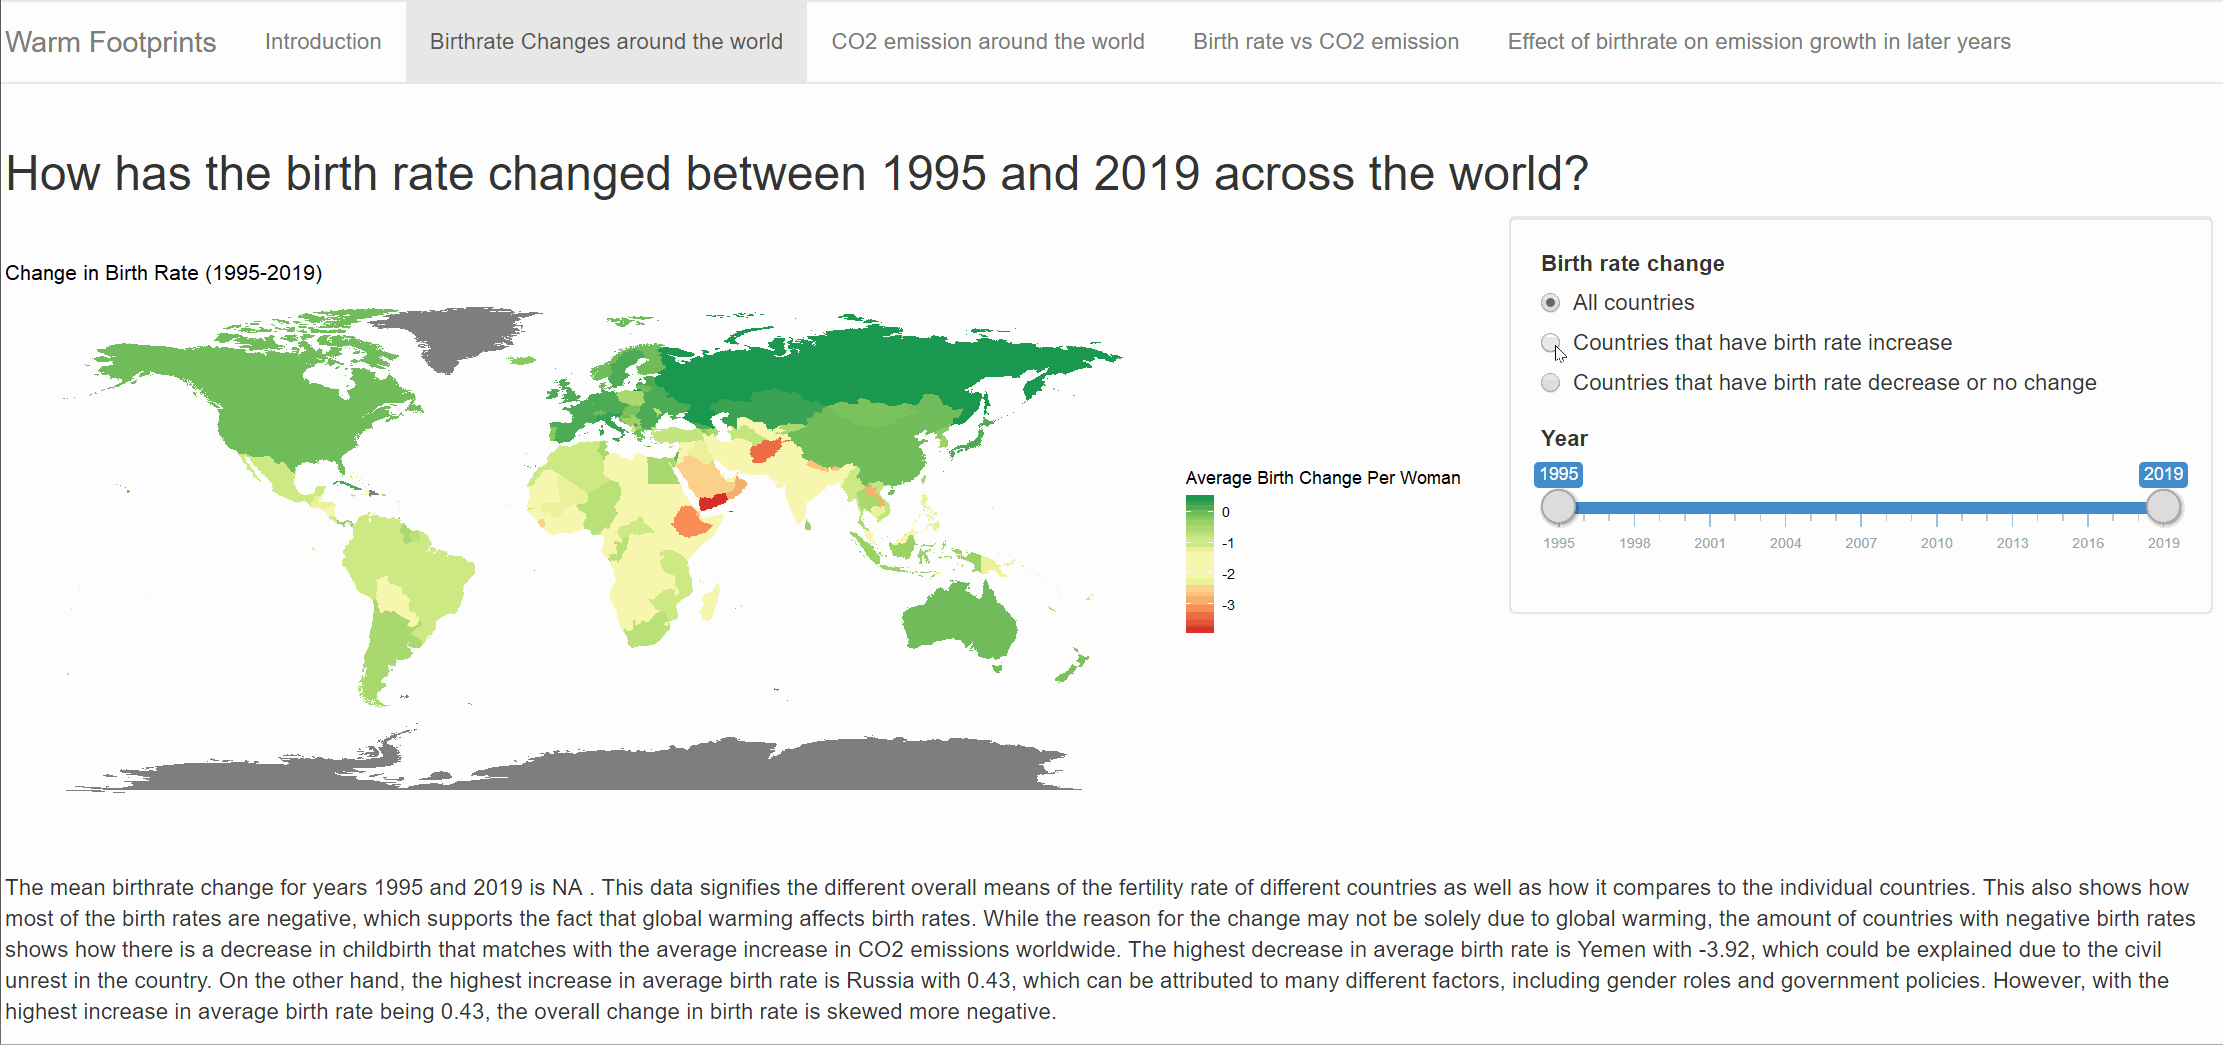 Warm Footprints Introduction Birthrate Changes around the world CO2 emission around the world Birth rate vs CO2 emission Effect of birthrate on emission growth in later years
How has the birth rate changed between 1995 and 2019 across the world?
Change in Birth Rate (1995-2019)
Average Birth Change Per Woman
0
-1
-2
-3
Birth rate change
All countries
Countries that have birth rate increase
Countries that have birth rate decrease or no change
Year
1995 2019
1995 1998 2001 2004 2007 2010 2013 2016 2019
The mean birthrate change for years 1995 and 2019 is NA . This data signifies the different overall means of the fertility rate of different countries as well as how it compares to the individual countries. This also shows how
most of the birth rates are negative, which supports the fact that global warming affects birth rates. While the reason for the change may not be solely due to global warming, the amount of countries with negative birth rates
shows how there is a decrease in childbirth that matches with the average increase in CO2 emissions worldwide. The highest decrease in average birth rate is Yemen with -3.92, which could be explained due to the civil
unrest in the country. On the other hand, the highest increase in average birth rate is Russia with 0.43, which can be attributed to many different factors, including gender roles and government policies. However, with the
highest increase in average birth rate being 0.43, the overall change in birth rate is skewed more negative.